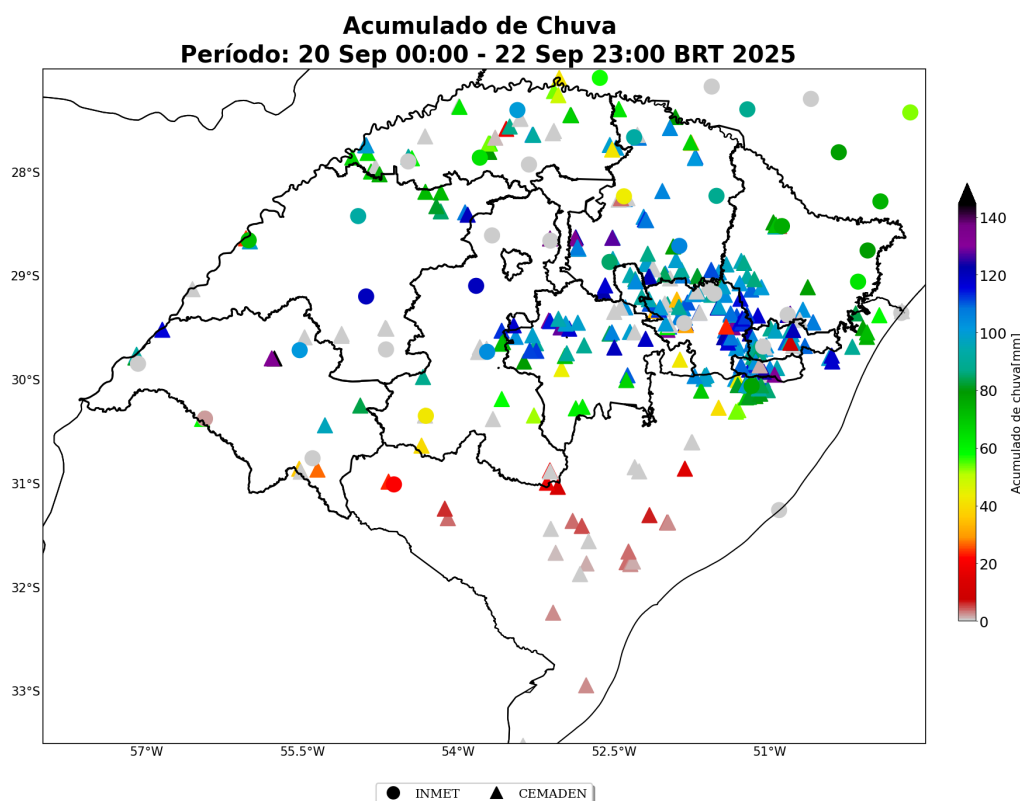 Acumulado de Chuva
Período: 20 Sep 00:00 - 22 Sep 23:00 BRT 2025
28°S
29°S
30°S
31°S
32°S
33°S
57°W
55.5°W
54°W
52.5°W
51°W
140
120
100
80
60
40
20
0
Acumulado de chuva[mm]
INMET
CEMADEN